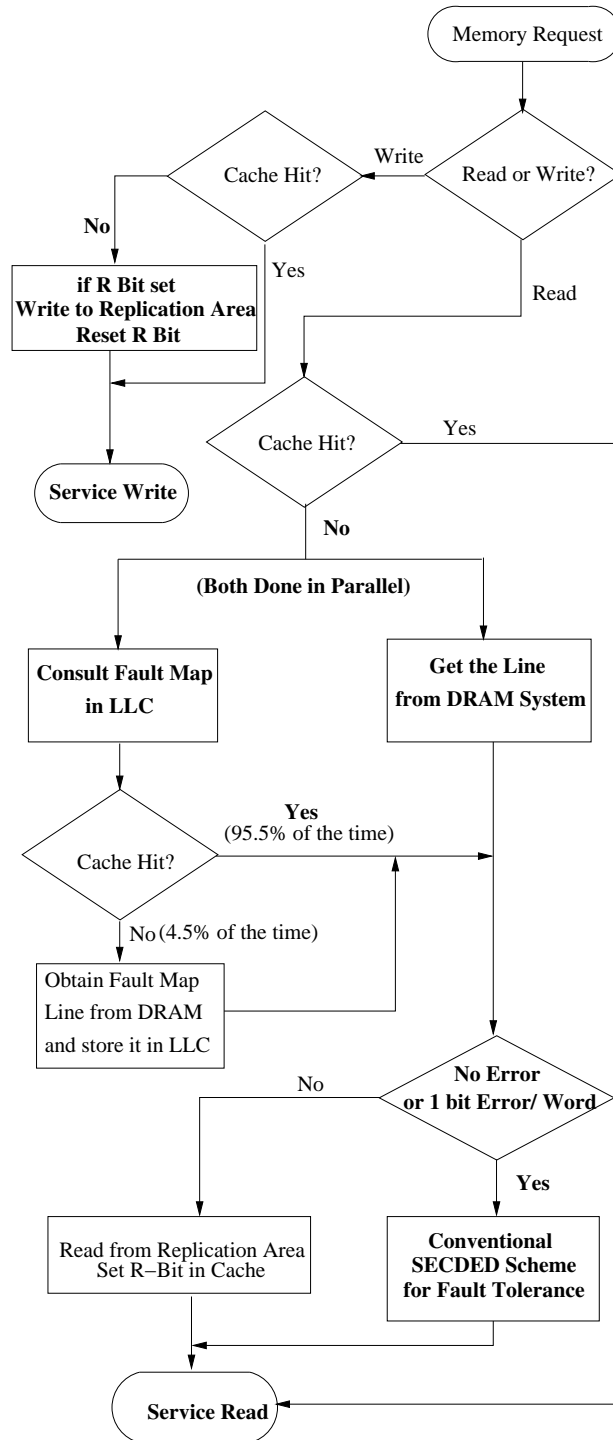 Memory Request
Read or Write?
Write
Cache Hit?
No
Yes
if R Bit set
Write to Replication Area
Reset R Bit
Service Write
Read
Cache Hit?
Yes
No
(Both Done in Parallel)
Consult Fault Map
in LLC
Get the Line
from DRAM System
Cache Hit?
Yes
(95.5% of the time)
No (4.5% of the time)
Obtain Fault Map
Line from DRAM
and store it in LLC
No Error
or 1 bit Error/ Word
No
Yes
Read from Replication Area
Set R−Bit in Cache
Conventional
SECDED Scheme
for Fault Tolerance
Service Read